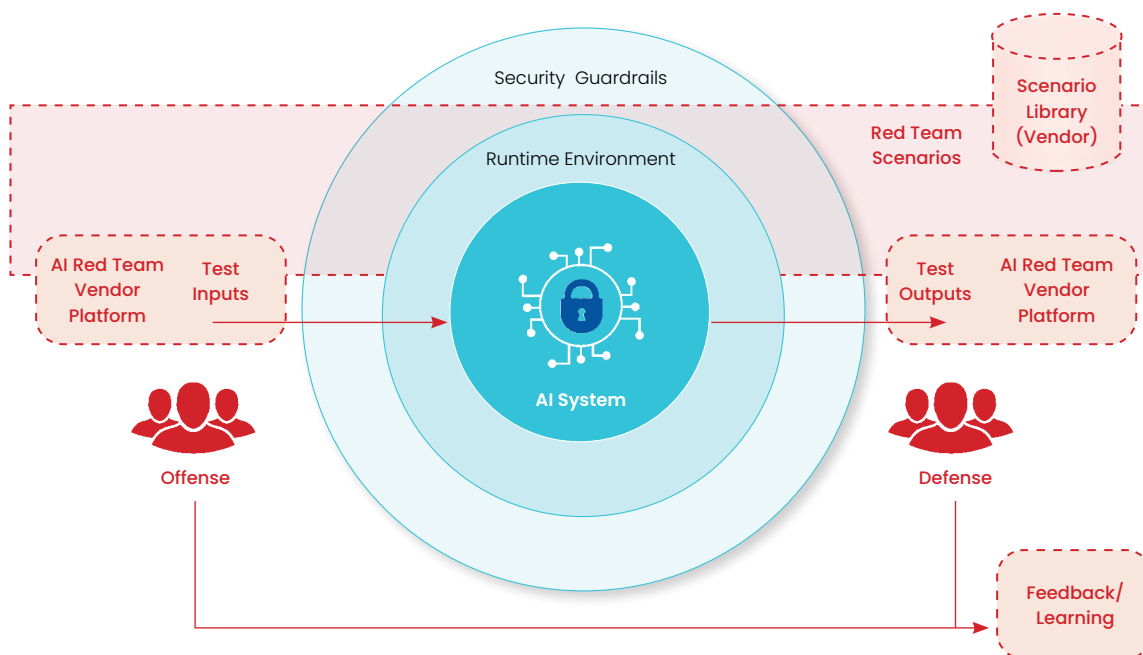 Security Guardrails
Scenario
Library
(Vendor)
Red Team
Scenarios
Runtime Environment
AI Red Team
Vendor
Platform
Test
Inputs
Test
Outputs
AI Red Team
Vendor
Platform
AI System
Offense
Defense
Feedback/
Learning